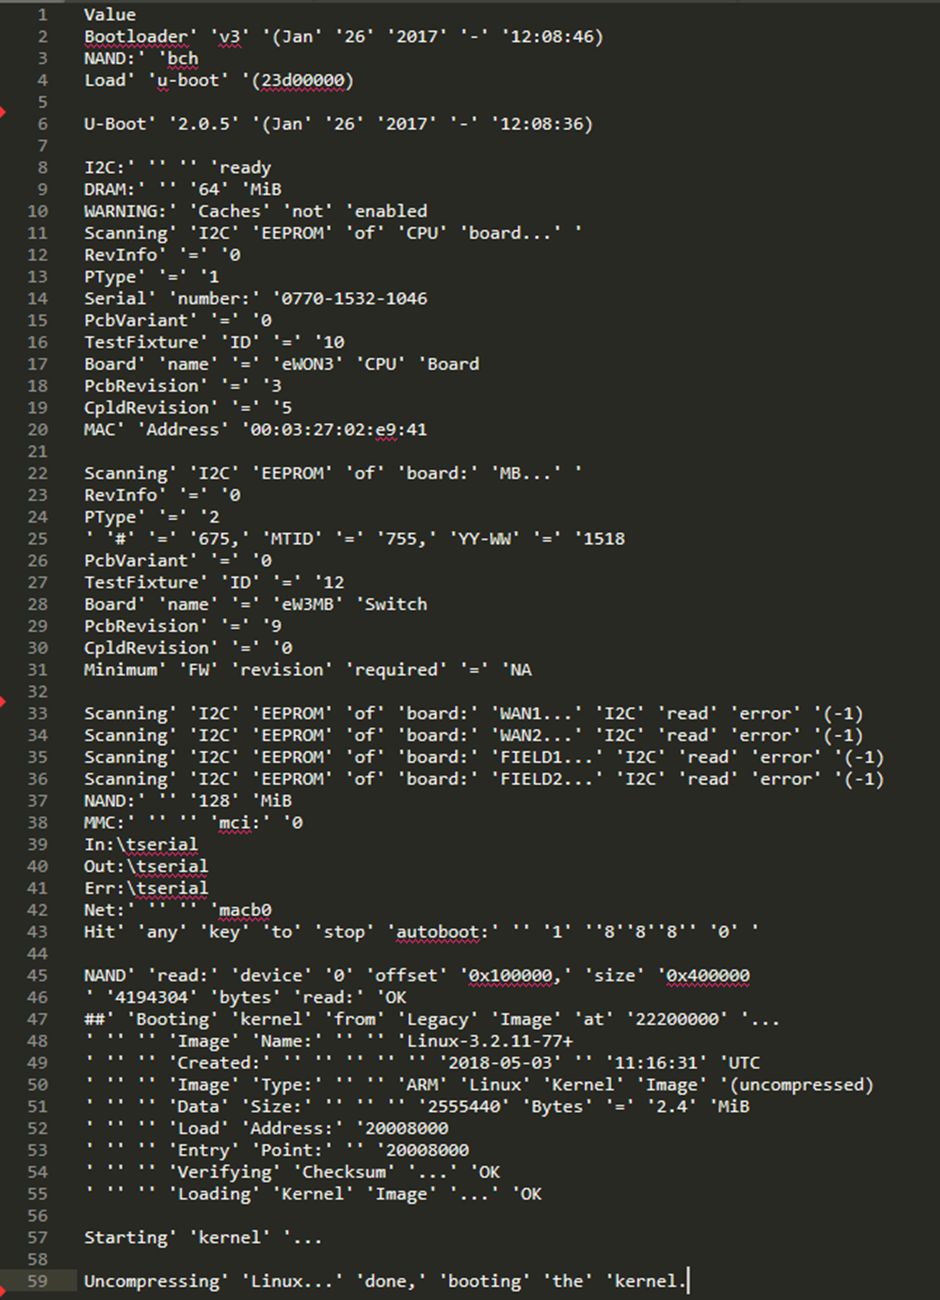 1 Value
2 Bootloader' 'v3' '(Jan' '26' '2017' '-' '12:08:46)
3 NAND:' 'bch
4 Load' 'u-boot' '(23d00000)
5
6 U-Boot' '2.0.5' '(Jan' '26' '2017' '-' '12:08:36)
7
8 I2C:' '' '' 'ready
9 DRAM:' '' '64' 'MiB
10 WARNING:' 'Caches' 'not' 'enabled
11 Scanning' 'I2C' 'EEPROM' 'of' 'CPU' 'board...' '
12 RevInfo' '=' '0
13 PType' '=' '1
14 Serial' 'number:' '0770-1532-1046
15 PcbVariant' '=' '0
16 TestFixture' 'ID' '=' '10
17 Board' 'name' '=' 'eWON3' 'CPU' 'Board
18 PcbRevision' '=' '3
19 CpldRevision' '=' '5
20 MAC' 'Address' '00:03:27:02:e9:41
21
22 Scanning' 'I2C' 'EEPROM' 'of' 'board:' 'MB...' '
23 RevInfo' '=' '0
24 PType' '=' '2
25 ' '#' '=' '675,' 'MTID' '=' '755,' 'YY-WW' '=' '1518
26 PcbVariant' '=' '0
27 TestFixture' 'ID' '=' '12
28 Board' 'name' '=' 'eW3MB' 'Switch
29 PcbRevision' '=' '9
30 CpldRevision' '=' '0
31 Minimum' 'FW' 'revision' 'required' '=' 'NA
32
33 Scanning' 'I2C' 'EEPROM' 'of' 'board:' 'WAN1...' 'I2C' 'read' 'error' '(-1)
34 Scanning' 'I2C' 'EEPROM' 'of' 'board:' 'WAN2...' 'I2C' 'read' 'error' '(-1)
35 Scanning' 'I2C' 'EEPROM' 'of' 'board:' 'FIELD1...' 'I2C' 'read' 'error' '(-1)
36 Scanning' 'I2C' 'EEPROM' 'of' 'board:' 'FIELD2...' 'I2C' 'read' 'error' '(-1)
37 NAND:' '' '128' 'MiB
38 MMC:' '' '' 'mci:' '0
39 In:\tserial
40 Out:\tserial
41 Err:\tserial
42 Net:' '' '' 'macb0
43 Hit' 'any' 'key' 'to' 'stop' 'autoboot:' '' '1' ''8''8''8'' '0' '
44
45 NAND' 'read:' 'device' '0' 'offset' '0x100000,' 'size' '0x400000
46 ' '4194304' 'bytes' 'read:' 'OK
47 ##' 'Booting' 'kernel' 'from' 'Legacy' 'Image' 'at' '22200000' '...
48 ' '' '' 'Image' 'Name:' '' '' '' 'Linux-3.2.11-77+
49 ' '' '' 'Created:' '' '' '' '' '' '2018-05-03' '' '11:16:31' 'UTC
50 ' '' '' 'Image' 'Type:' '' '' '' 'ARM' 'Linux' 'Kernel' 'Image' '(uncompressed)
51 ' '' '' 'Data' 'Size:' '' '' '' '' '2555440' 'Bytes' '=' '2.4' 'MiB
52 ' '' '' 'Load' 'Address:' '20008000
53 ' '' '' 'Entry' 'Point:' '' '20008000
54 ' '' '' 'Verifying' 'Checksum' '...' 'OK
55 ' '' '' 'Loading' 'Kernel' 'Image' '...' 'OK
56
57 Starting' 'kernel' '...
58
59 Uncompressing' 'Linux...' 'done,' 'booting' 'the' 'kernel.